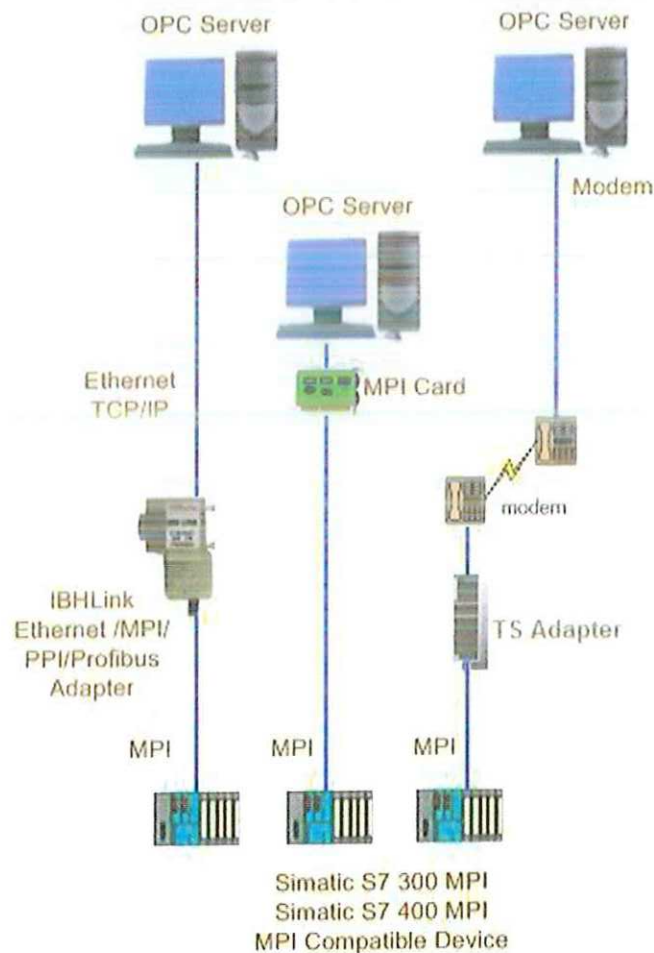 OPC Server
OPC Server
Modem
OPC Server
Ethernet
TCP/IP
MPI Card
modem
IBHLink
Ethernet /MPI/
PPI/Profibus
Adapter
TS Adapter
MPI
MPI
MPI
Simatic S7 300 MPI
Simatic S7 400 MPI
MPI Compatible Device